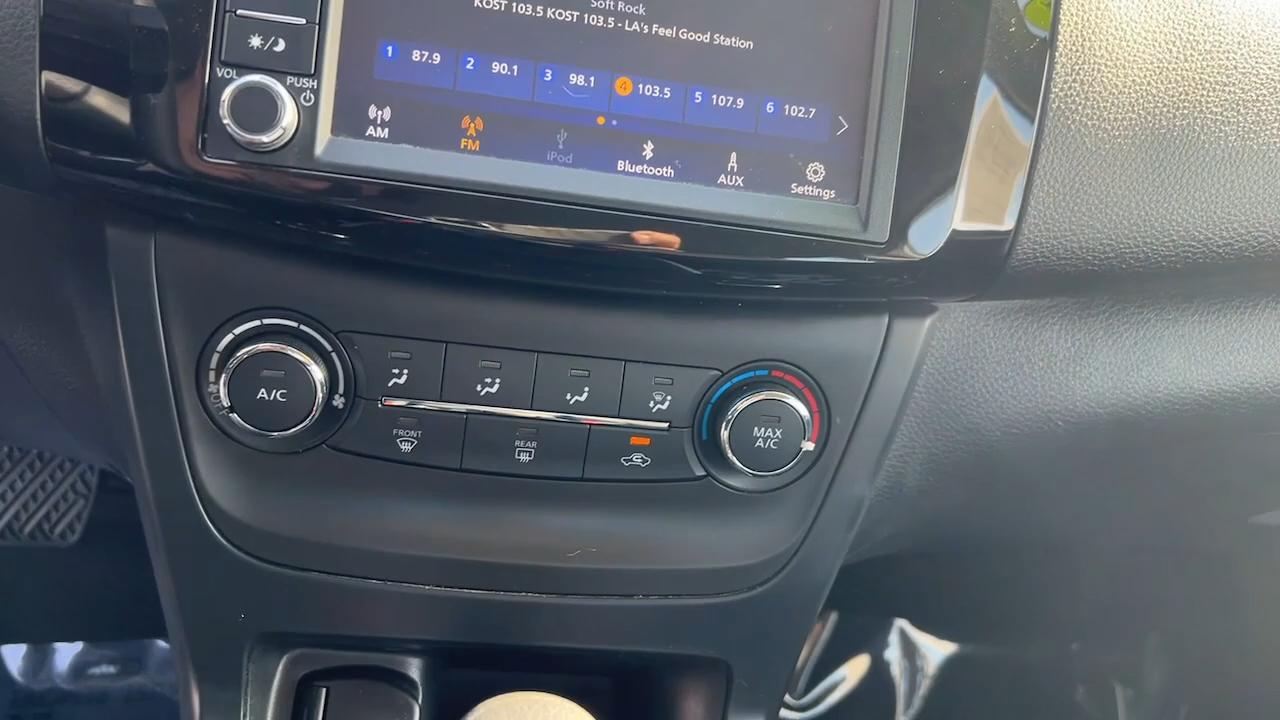 Soft Rock
KOST 103.5 KOST 103.5 - LA's Feel Good Station
1 87.9
2 90.1
3 98.1
4 103.5
5 107.9
6 102.7
AM
FM
iPod
Bluetooth
AUX
Settings
VOL
PUSH
A/C
OFF
FRONT
REAR
MAX
A/C